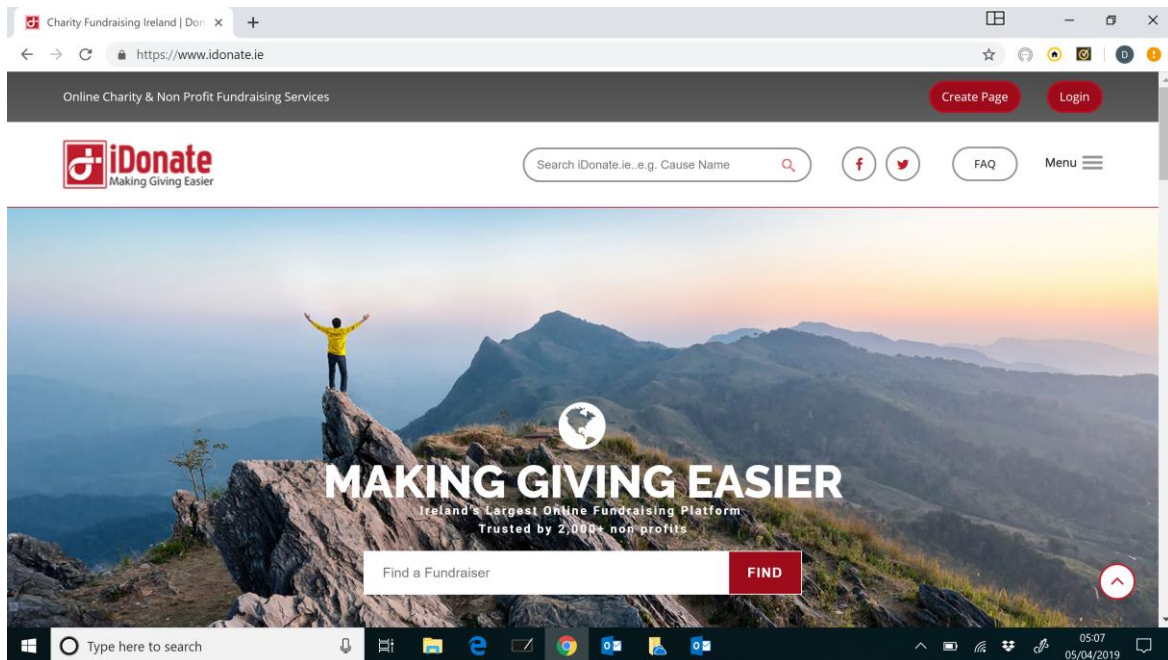 Charity Fundraising Ireland | Don
https://www.idonate.ie
D
Online Charity & Non Profit Fundraising Services
Create Page
Login
iDonate
Making Giving Easier
Search iDonate.ie..e.g. Cause Name
FAQ
Menu
MAKING GIVING EASIER
Ireland's Largest Online Fundraising Platform
Trusted by 2,000+ non profits
Find a Fundraiser
FIND
Type here to search
05:07
05/04/2019